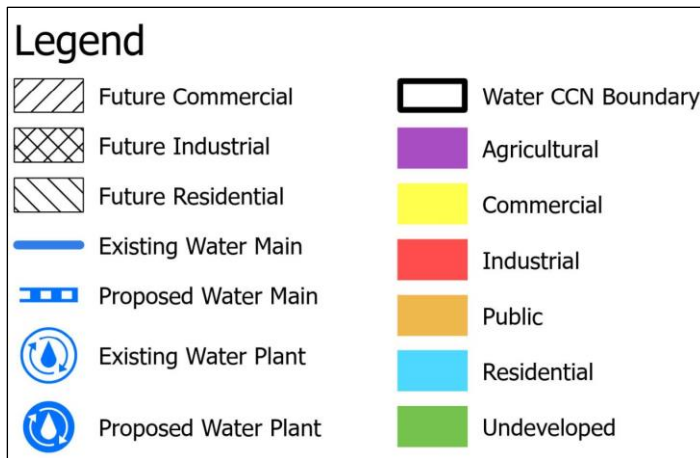 Legend
Future Commercial
Future Industrial
Future Residential
Existing Water Main
Proposed Water Main
Existing Water Plant
Proposed Water Plant
Water CCN Boundary
Agricultural
Commercial
Industrial
Public
Residential
Undeveloped